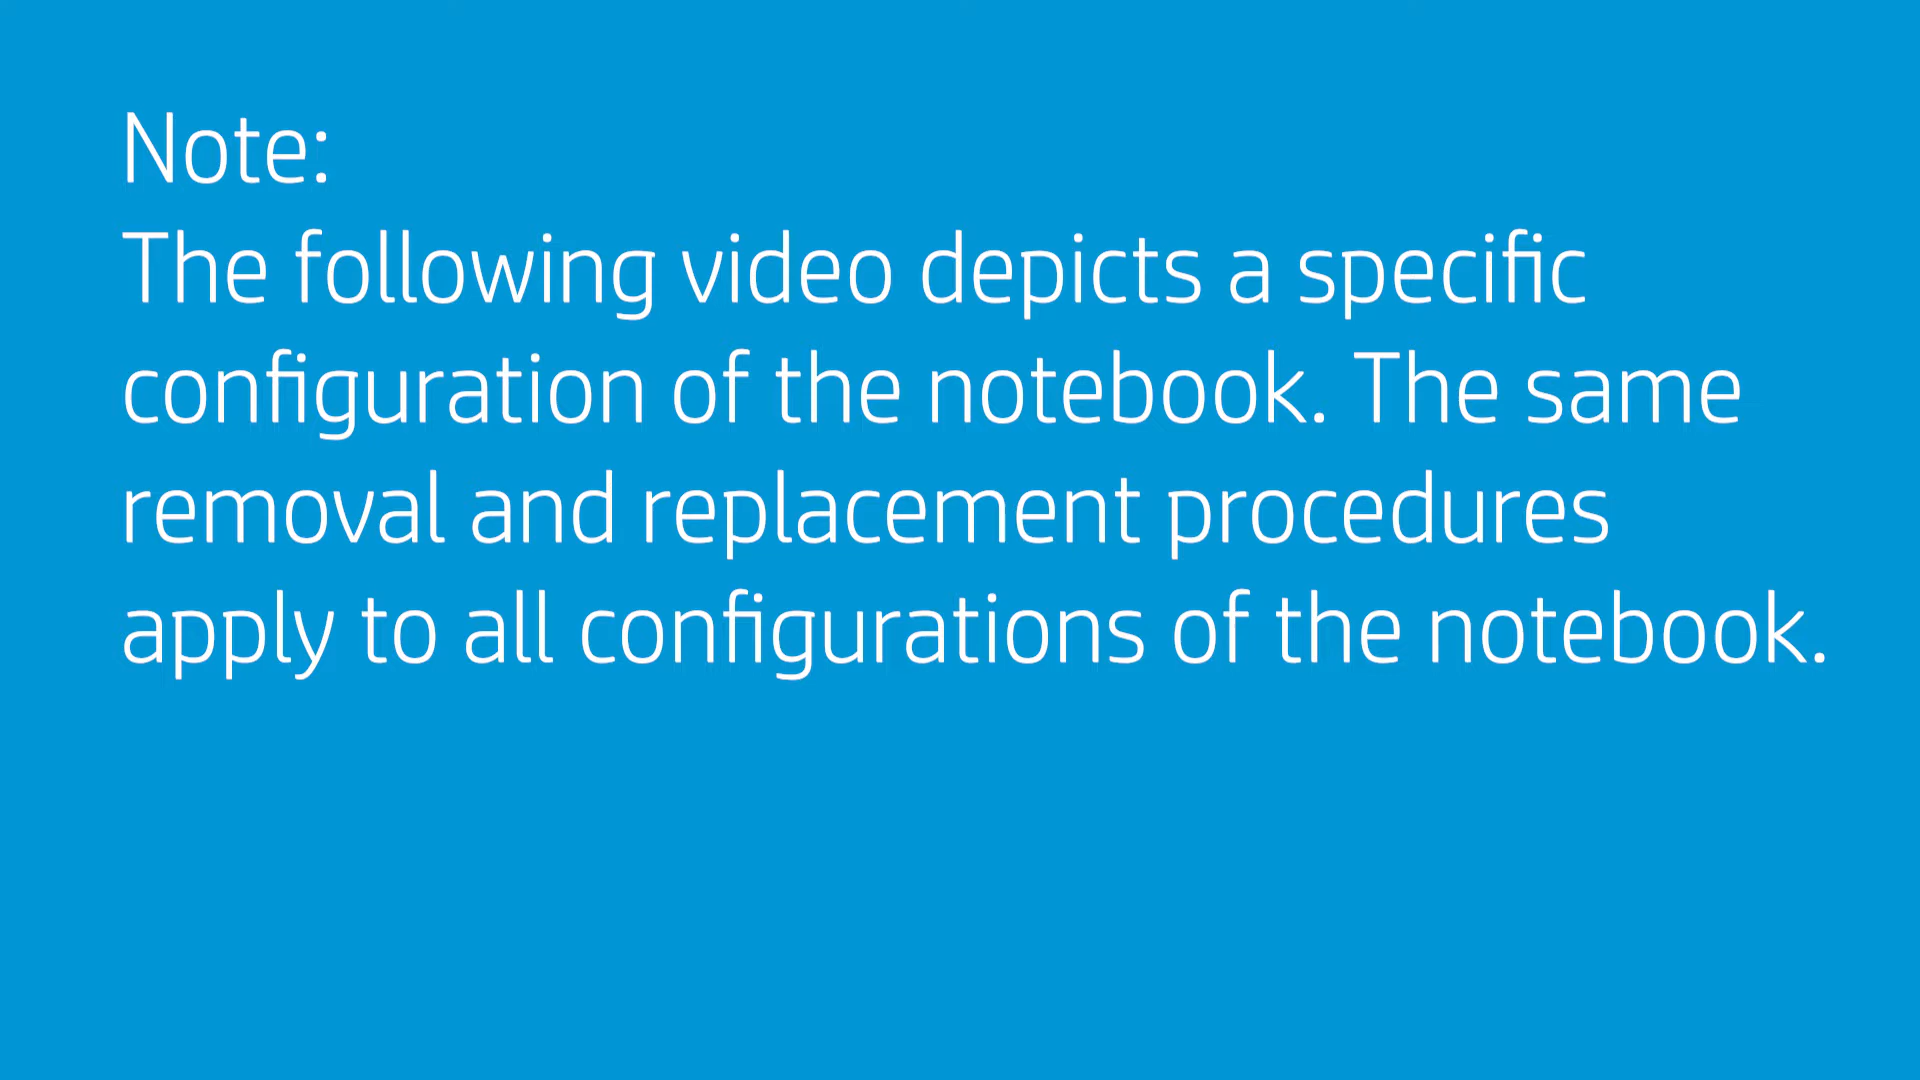 Note:
The following video depicts a specific
configuration of the notebook. The same
removal and replacement procedures
apply to all configurations of the notebook.